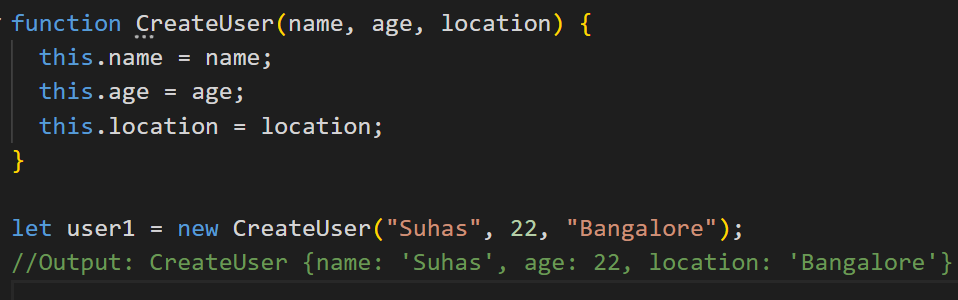 function CreateUser(name, age, location) {
  this.name = name;
  this.age = age;
  this.location = location;
}
let user1 = new CreateUser("Suhas", 22, "Bangalore");
//Output: CreateUser {name: 'Suhas', age: 22, location: 'Bangalore'}